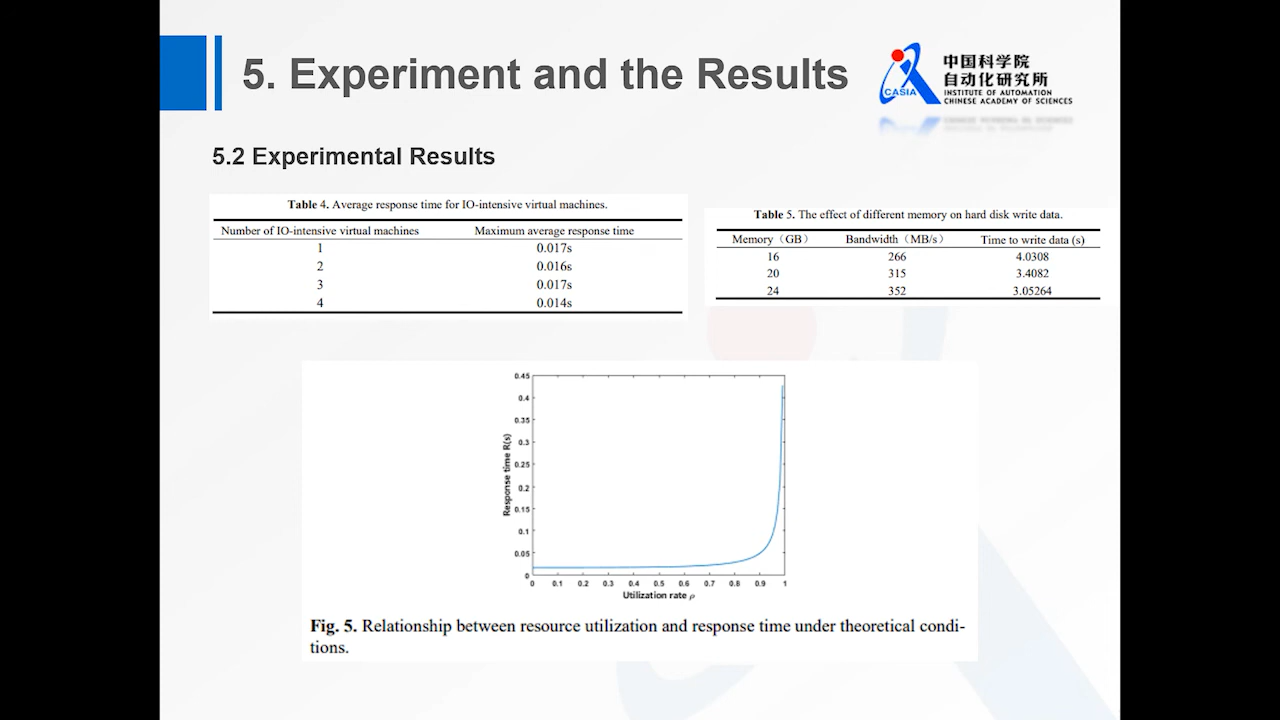 5. Experiment and the Results
中国科学院
自动化研究所
CASIA
INSTITUTE OF AUTOMATION
CHINESE ACADEMY OF SCIENCES
5.2 Experimental Results
Table 4. Average response time for IO-intensive virtual machines.
Number of IO-intensive virtual machines Maximum average response time
1 0.017s
2 0.016s
3 0.017s
4 0.014s
Table 5. The effect of different memory on hard disk write data.
Memory（GB） Bandwidth（MB/s） Time to write data (s)
16 266 4.0308
20 315 3.4082
24 352 3.05264
0.45
0.4
0.35
0.3
0.25
0.2
0.15
0.1
0.05
0
Response time R(s)
0 0.1 0.2 0.3 0.4 0.5 0.6 0.7 0.8 0.9 1
Utilization rate ρ
Fig. 5. Relationship between resource utilization and response time under theoretical condi-
tions.